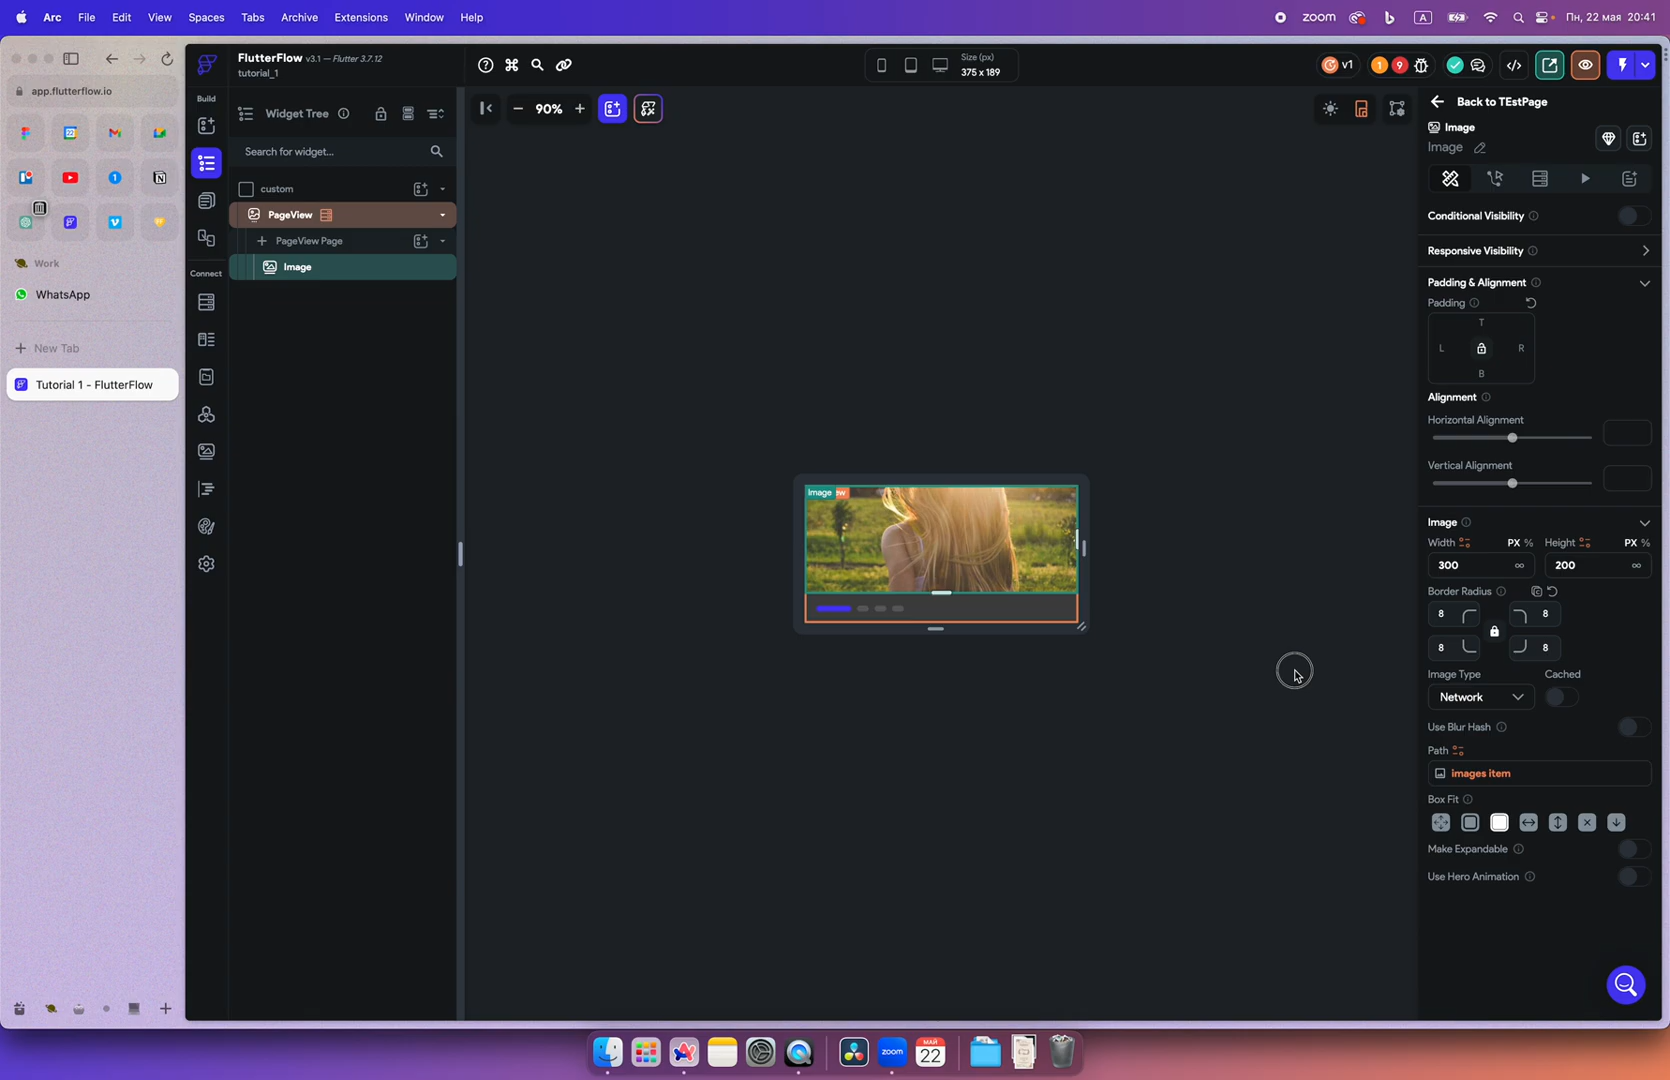 Arc File Edit View Spaces Tabs Archive Extensions Window Help
zoom A Пн, 22 мая 20:41
app.flutterflow.io
Work
WhatsApp
New Tab
Tutorial 1 - FlutterFlow
FlutterFlow v3.1 — Flutter 3.7.12
tutorial_1
Size (px)
375 x 189
v1 1 9
Build
Connect
Widget Tree
Search for widget...
custom
PageView
PageView Page
Image
90%
Image ew
Back to TEstPage
Image
Image
Conditional Visibility
Responsive Visibility
Padding & Alignment
Padding
T
L R
B
Alignment
Horizontal Alignment
Vertical Alignment
Image
Width PX % Height PX %
300 ∞ 200 ∞
Border Radius
8 8
8 8
Image Type Cached
Network
Use Blur Hash
Path
images item
Box Fit
Make Expandable
Use Hero Animation
zoom
МАЙ
22